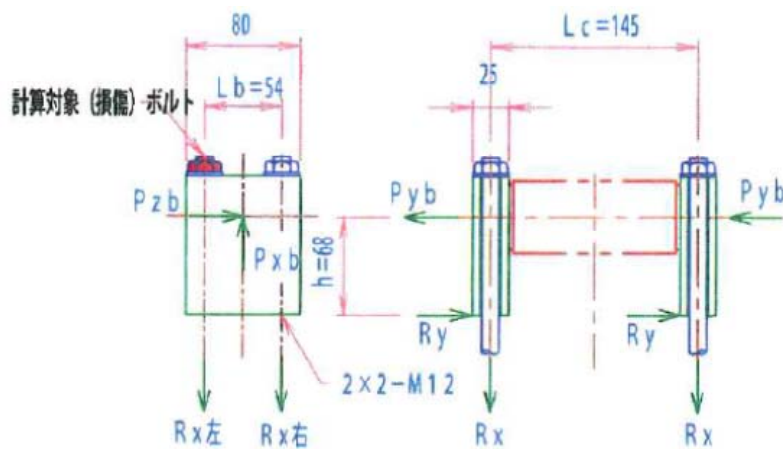 80
Lc=145
Lb=54
25
計算対象（損傷）ボルト
Pzb
Pyb
Pyb
Pxb
h=68
Ry
Ry
2×2-M12
Rx左
Rx右
Rx
Rx